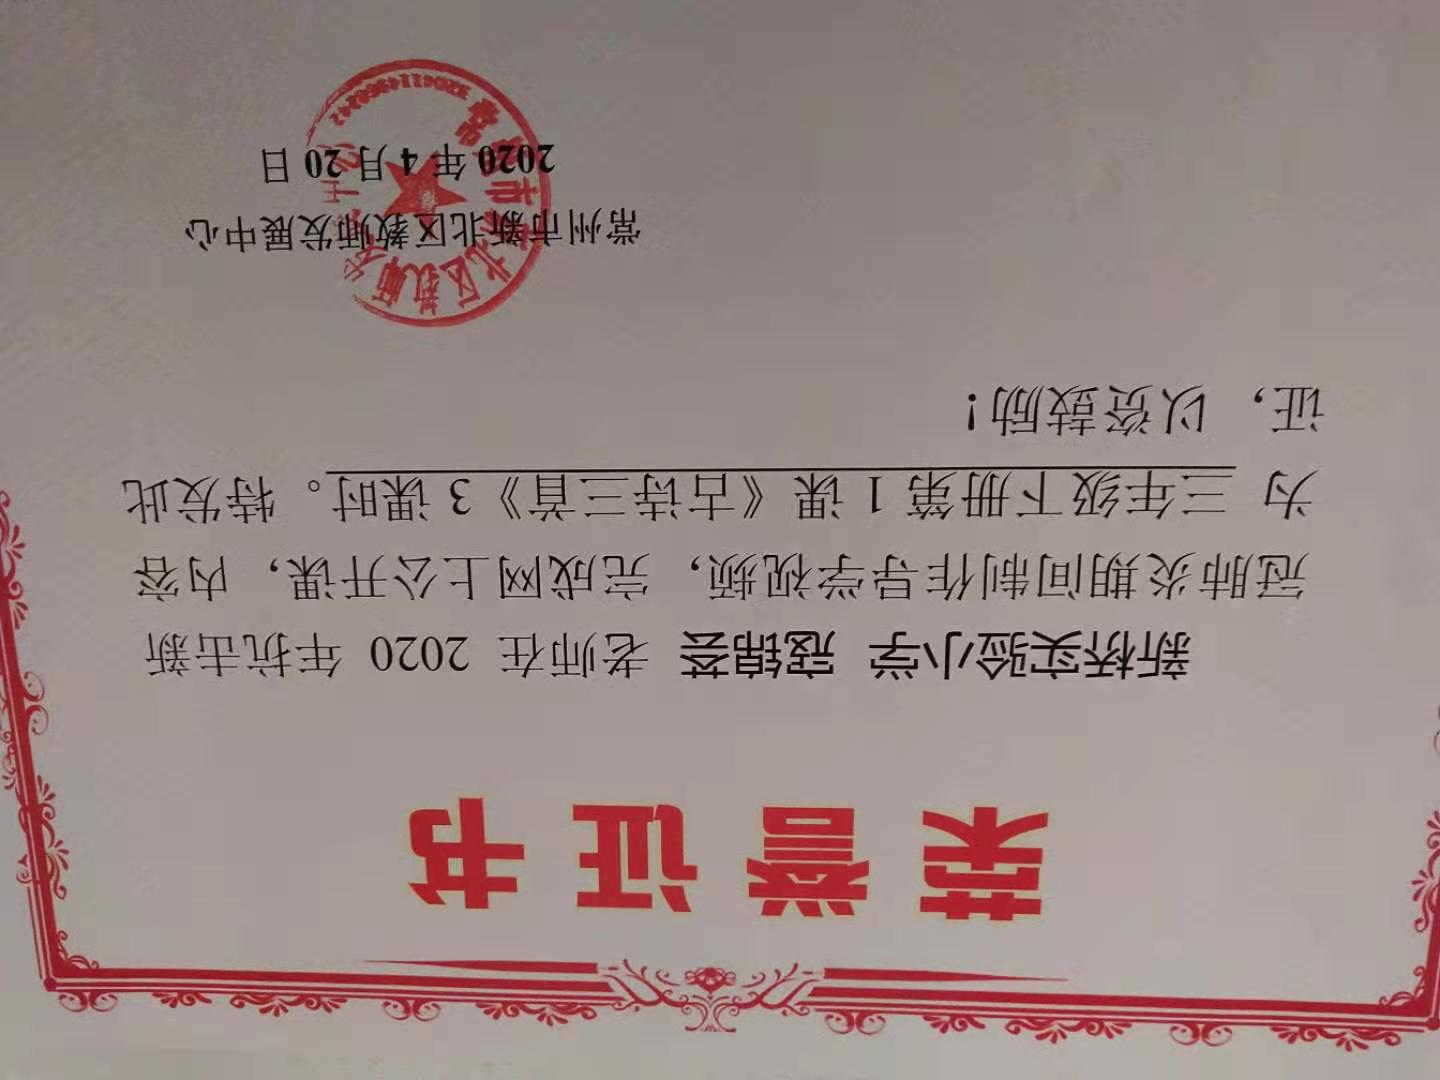 荣誉证书
新桥实验小学 寇锦荟 老师在 2020 年抗击新
冠肺炎期间制作导学视频，完成网上公开课，内容
为 三年级下册第 1 课《古诗三首》3 课时。特发此
证，以资鼓励！
常州市新北区教师发展中心
2020 年 4 月 20 日